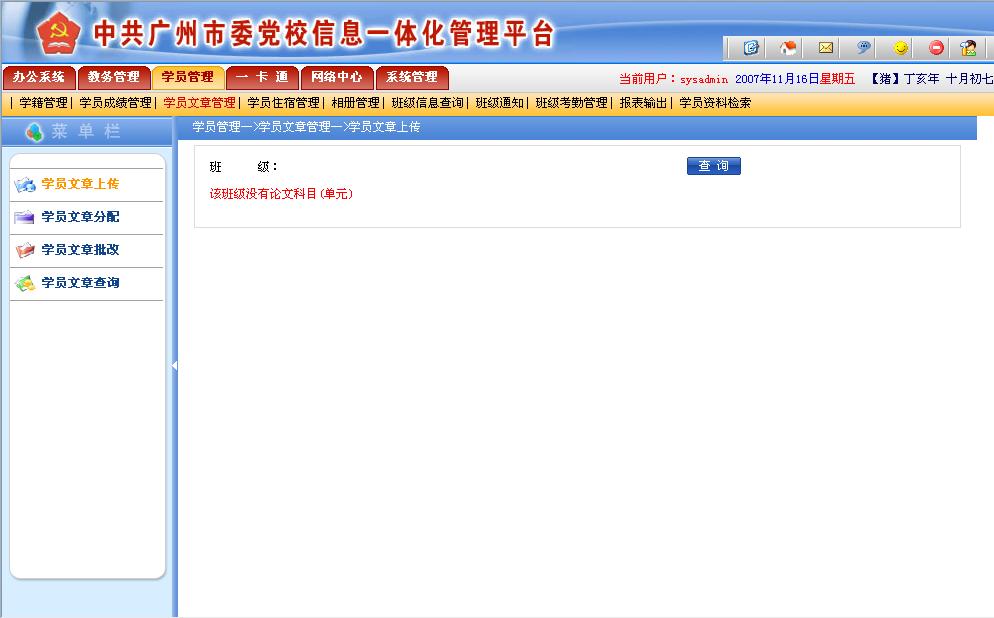 中共广州市委党校信息一体化管理平台
办公系统 教务管理 学员管理 一卡通 网络中心 系统管理
当前用户：sysadmin 2007年11月16日星期五 【猪】丁亥年 十月初七
| 学籍管理| 学员成绩管理| 学员文章管理| 学员住宿管理| 相册管理| 班级信息查询| 班级通知| 班级考勤管理| 报表输出| 学员资料检索
菜单栏
学员管理—>学员文章管理—>学员文章上传
班 级：
查 询
该班级没有论文科目(单元)
学员文章上传
学员文章分配
学员文章批改
学员文章查询